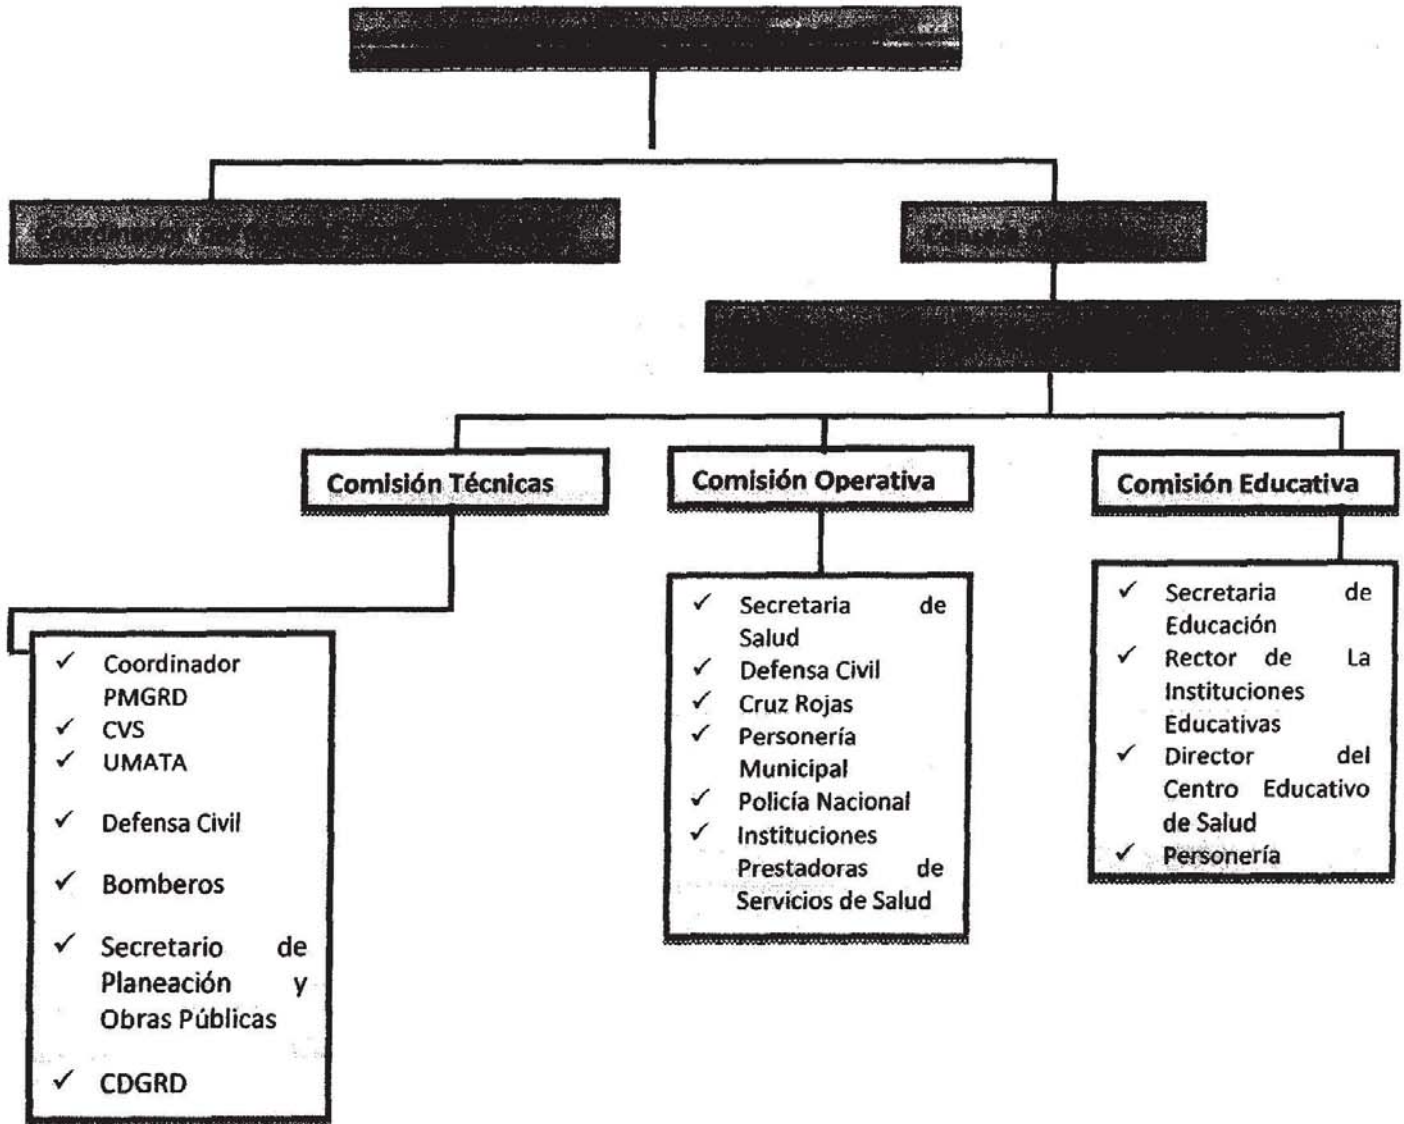 Comisión Técnicas
Comisión Operativa
Comisión Educativa
✓ Coordinador
PMGRD
✓ CVS
✓ UMATA
✓ Defensa Civil
✓ Bomberos
✓ Secretario de
Planeación y
Obras Públicas
✓ CDGRD
✓ Secretaria de
Salud
✓ Defensa Civil
✓ Cruz Rojas
✓ Personería
Municipal
✓ Policía Nacional
✓ Instituciones
Prestadoras de
Servicios de Salud
✓ Secretaria de
Educación
✓ Rector de La
Instituciones
Educativas
✓ Director del
Centro Educativo
de Salud
✓ Personería